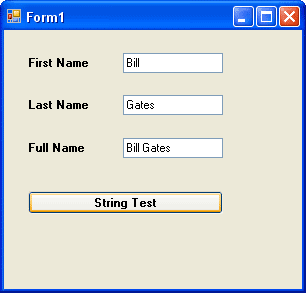 Form1
First Name Bill
Last Name Gates
Full Name Bill Gates
String Test